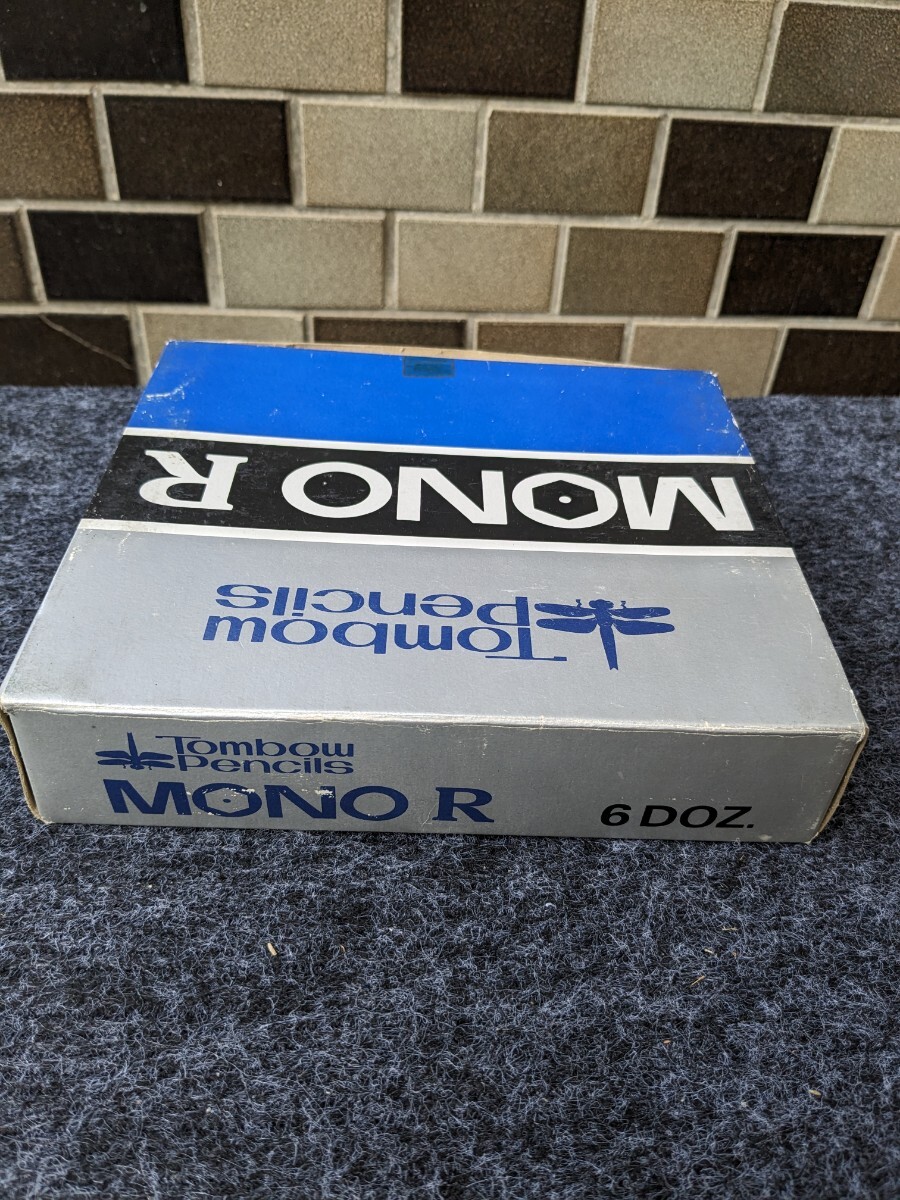 MONO R
Tombow
Pencils
Tombow
Pencils
MONO R
6 DOZ.